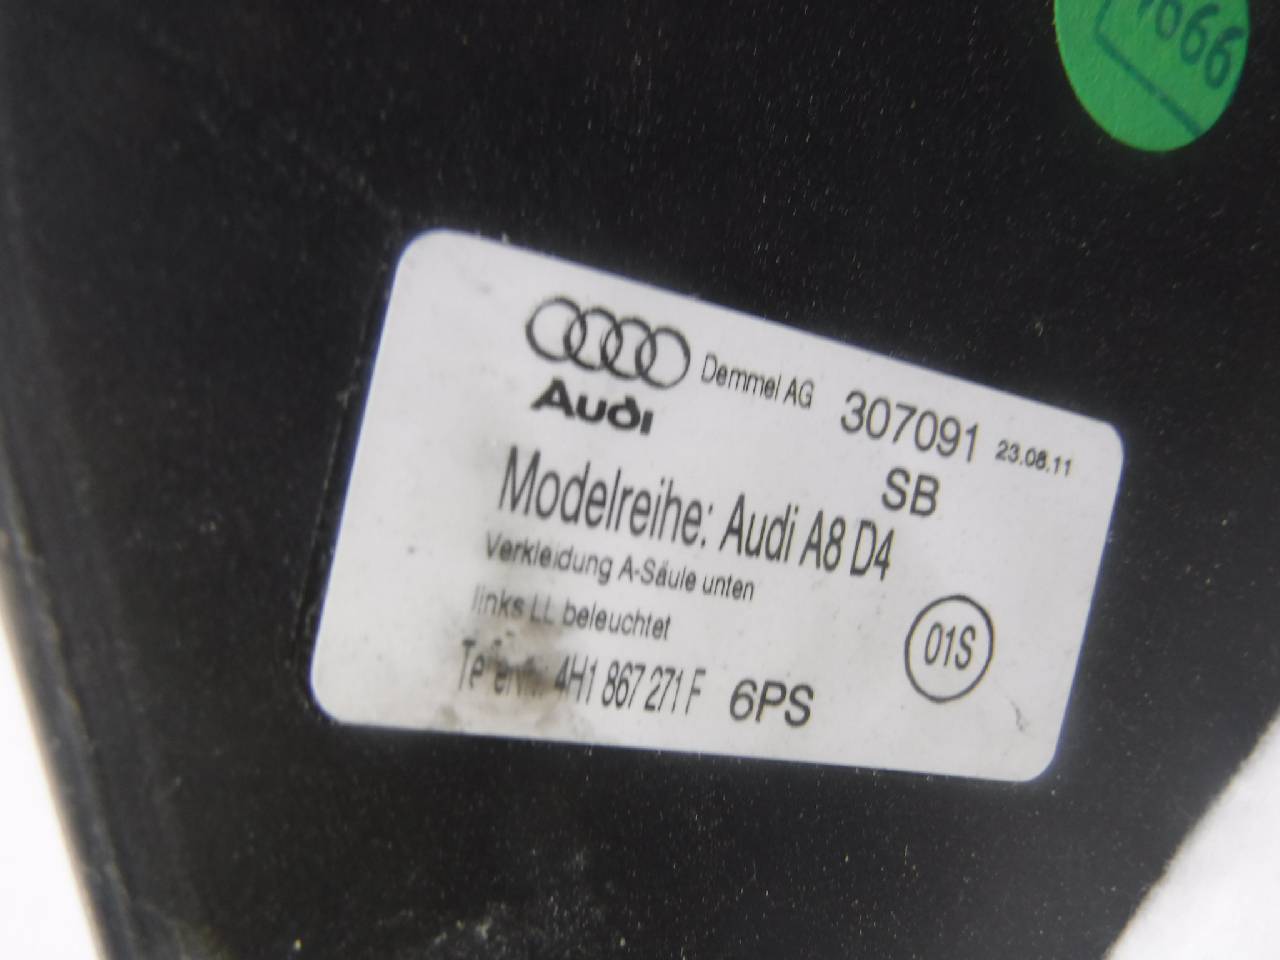 666
Demmel AG 307091 23.08.11
Audi
SB
Modelreihe: Audi A8 D4
Verkleidung A-Säule unten
links LL beleuchtet
01S
4H1 867 271 F 6PS